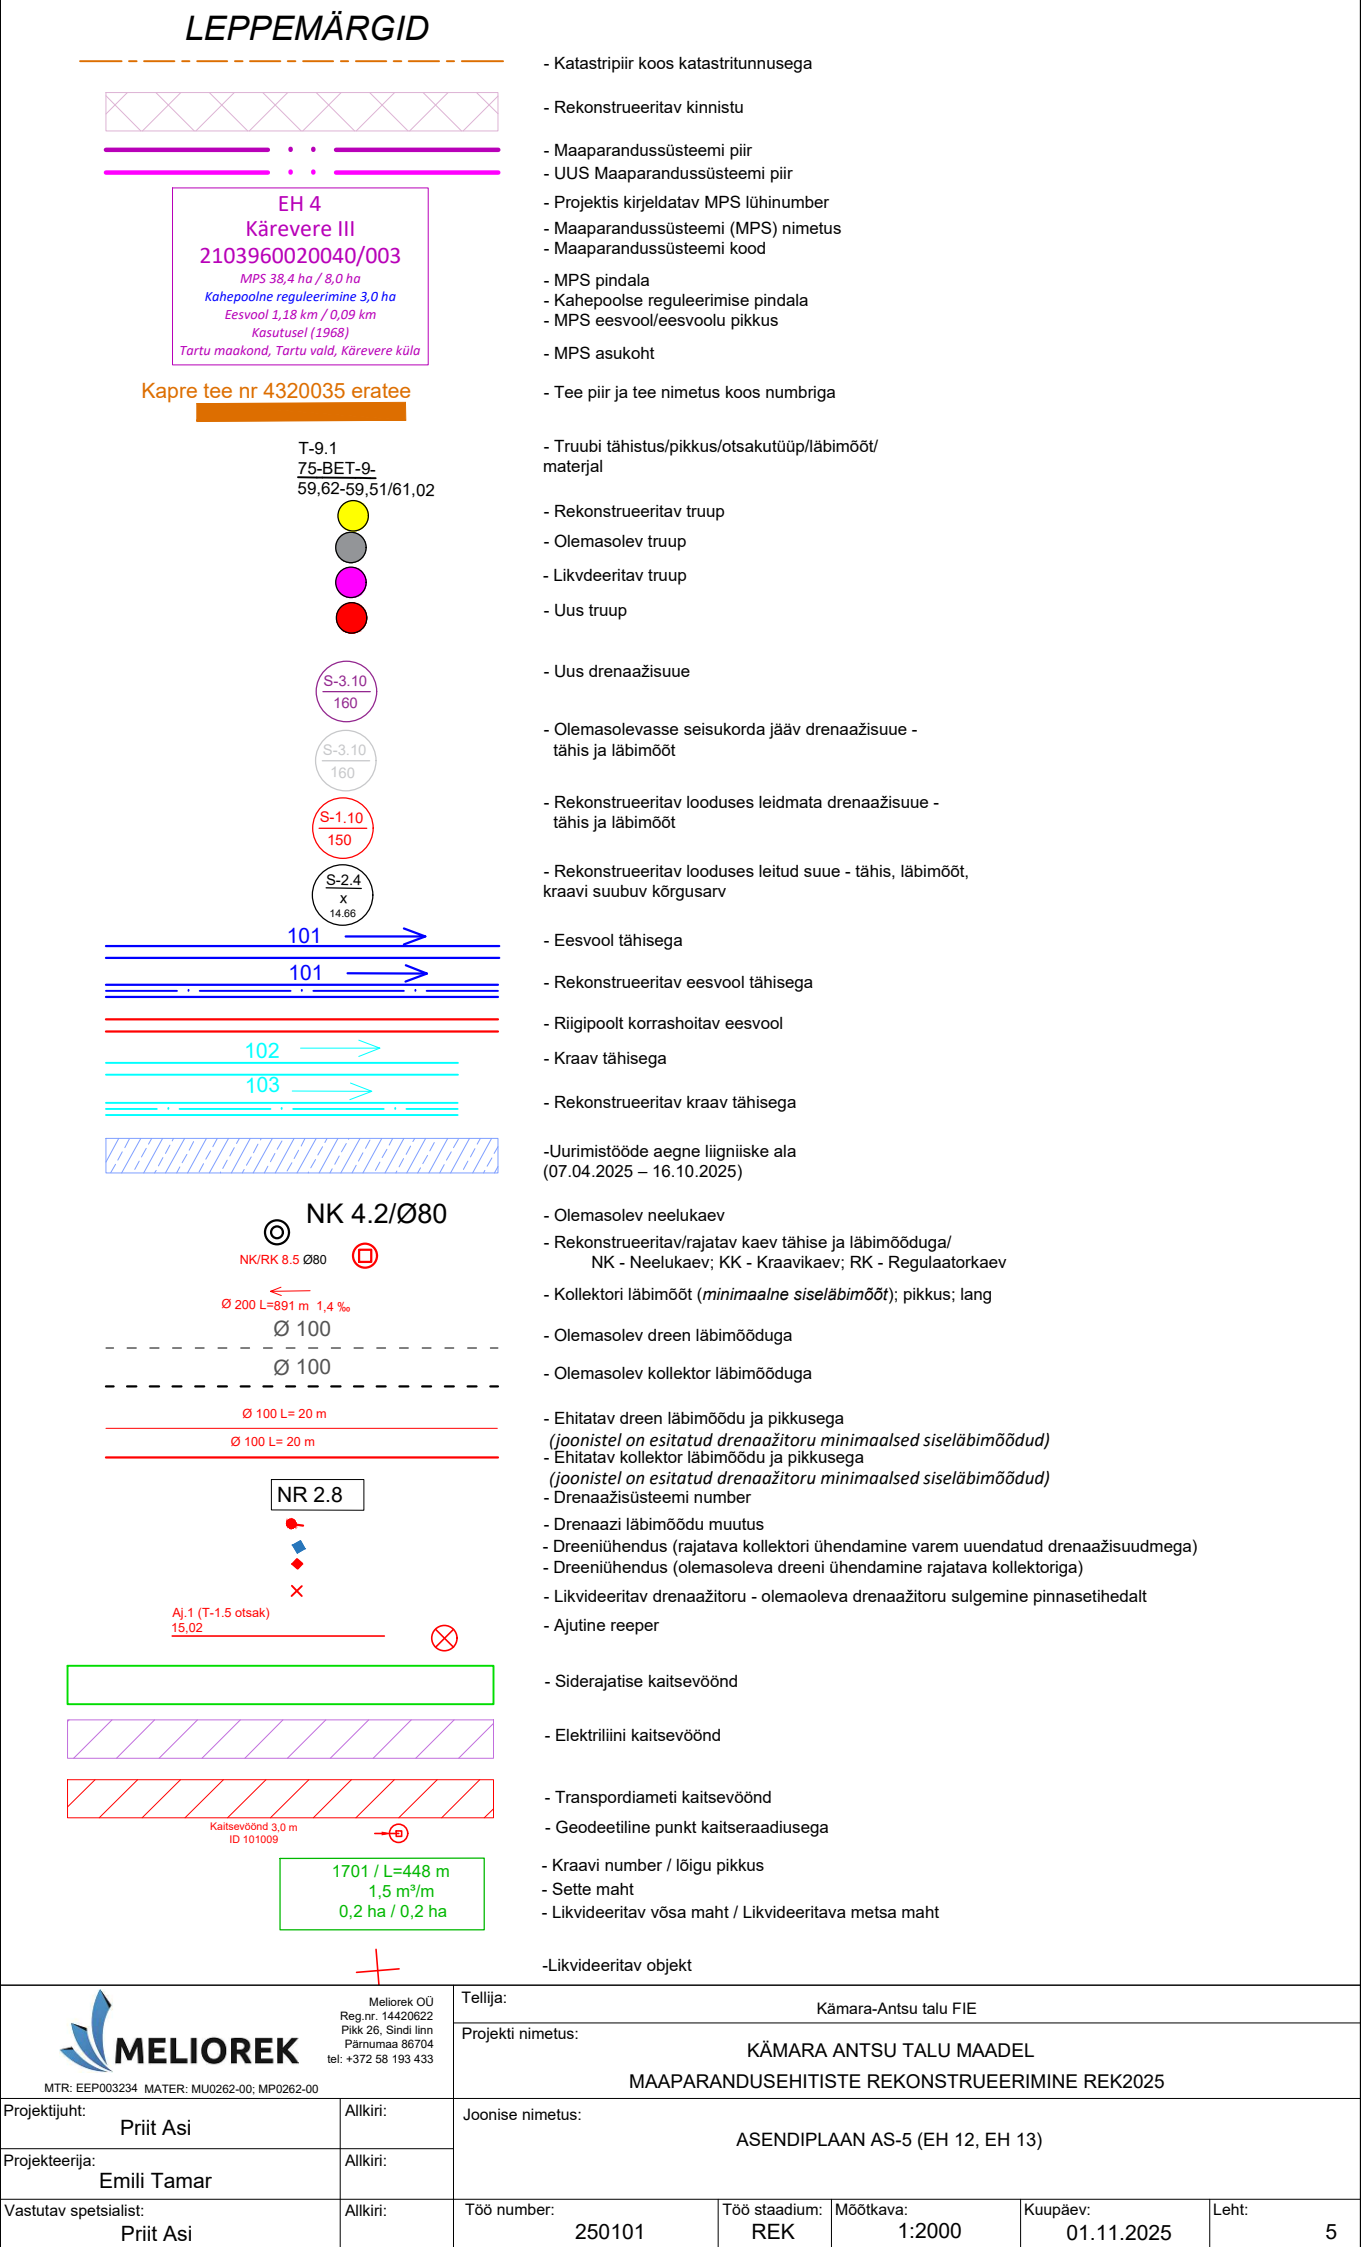 LEPPEMÄRGID
- Katastripiir koos katastritunnusega
- Rekonstrueeritav kinnistu
- Maaparandussüsteemi piir
- UUS Maaparandussüsteemi piir
EH 4
- Projektis kirjeldatav MPS lühinumber
Kärevere III
- Maaparandussüsteemi (MPS) nimetus
2103960020040/003
- Maaparandussüsteemi kood
MPS 38,4 ha / 8,0 ha
- MPS pindala
Kahepoolne reguleerimine 3,0 ha
- Kahepoolse reguleerimise pindala
Eesvool 1,18 km / 0,09 km
- MPS eesvool/eesvoolu pikkus
Kasutusel (1968)
Tartu maakond, Tartu vald, Kärevere küla
- MPS asukoht
Kapre tee nr 4320035 eratee
- Tee piir ja tee nimetus koos numbriga
T-9.1
75-BET-9-
59,62-59,51/61,02
- Truubi tähistus/pikkus/otsakutüüp/läbimõõt/
materjal
- Rekonstrueeritav truup
- Olemasolev truup
- Likvdeeritav truup
- Uus truup
S-3.10
160
- Uus drenaažisuue
S-3.10
160
- Olemasolevasse seisukorda jääv drenaažisuue -
tähis ja läbimõõt
S-1.10
150
- Rekonstrueeritav looduses leidmata drenaažisuue -
tähis ja läbimõõt
S-2.4
x
14.66
- Rekonstrueeritav looduses leitud suue - tähis, läbimõõt,
kraavi suubuv kõrgusarv
101
- Eesvool tähisega
101
- Rekonstrueeritav eesvool tähisega
- Riigipoolt korrashoitav eesvool
102
- Kraav tähisega
103
- Rekonstrueeritav kraav tähisega
-Uurimistööde aegne liigniiske ala
(07.04.2025 – 16.10.2025)
NK 4.2/Ø80
- Olemasolev neelukaev
NK/RK 8.5 Ø80
- Rekonstrueeritav/rajatav kaev tähise ja läbimõõduga/
NK - Neelukaev; KK - Kraavikaev; RK - Regulaatorkaev
Ø 200 L=891 m 1,4 ‰
- Kollektori läbimõõt (minimaalne siseläbimõõt); pikkus; lang
Ø 100
- Olemasolev dreen läbimõõduga
Ø 100
- Olemasolev kollektor läbimõõduga
Ø 100 L= 20 m
- Ehitatav dreen läbimõõdu ja pikkusega
(joonistel on esitatud drenaažitoru minimaalsed siseläbimõõdud)
Ø 100 L= 20 m
- Ehitatav kollektor läbimõõdu ja pikkusega
(joonistel on esitatud drenaažitoru minimaalsed siseläbimõõdud)
NR 2.8
- Drenaažisüsteemi number
- Drenaazi läbimõõdu muutus
- Dreeniühendus (rajatava kollektori ühendamine varem uuendatud drenaažisuudmega)
- Dreeniühendus (olemasoleva dreeni ühendamine rajatava kollektoriga)
- Likvideeritav drenaažitoru - olemaoleva drenaažitoru sulgemine pinnasetihedalt
Aj.1 (T-1.5 otsak)
15,02
- Ajutine reeper
- Siderajatise kaitsevöönd
- Elektriliini kaitsevöönd
- Transpordiameti kaitsevöönd
Kaitsevöönd 3,0 m
ID 101009
- Geodeetiline punkt kaitseraadiusega
1701 / L=448 m
- Kraavi number / lõigu pikkus
1,5 m³/m
- Sette maht
0,2 ha / 0,2 ha
- Likvideeritav võsa maht / Likvideeritava metsa maht
-Likvideeritav objekt
MELIOREK
Meliorek OÜ
Reg.nr. 14420622
Pikk 26, Sindi linn
Pärnumaa 86704
tel: +372 58 193 433
MTR: EEP003234 MATER: MU0262-00; MP0262-00
Tellija:
Kämara-Antsu talu FIE
Projekti nimetus:
KÄMARA ANTSU TALU MAADEL
MAAPARANDUSEHITISTE REKONSTRUEERIMINE REK2025
Projektijuht:
Priit Asi
Allkiri:
Joonise nimetus:
ASENDIPLAAN AS-5 (EH 12, EH 13)
Projekteerija:
Emili Tamar
Allkiri:
Vastutav spetsialist:
Priit Asi
Allkiri:
Töö number:
250101
Töö staadium:
REK
Mõõtkava:
1:2000
Kuupäev:
01.11.2025
Leht:
5